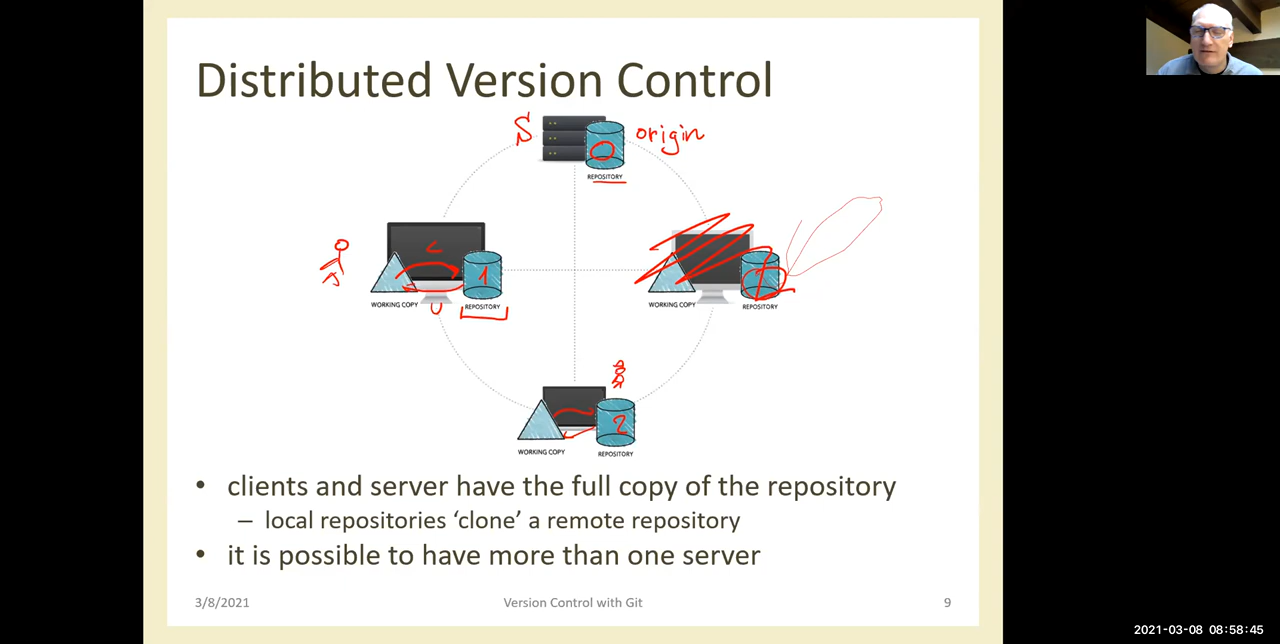 Distributed Version Control
S
origin
O
REPOSITORY
C
1
WORKING COPY
U
REPOSITORY
WORKING COPY
REPOSITORY
2
WORKING COPY
REPOSITORY
• clients and server have the full copy of the repository
– local repositories ‘clone’ a remote repository
• it is possible to have more than one server
3/8/2021
Version Control with Git
9
2021-03-08 08:58:45